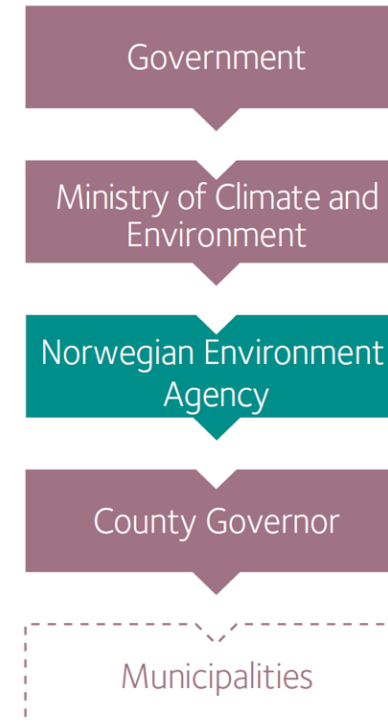 Government
Ministry of Climate and
Environment
Norwegian Environment
Agency
County Governor
Municipalities